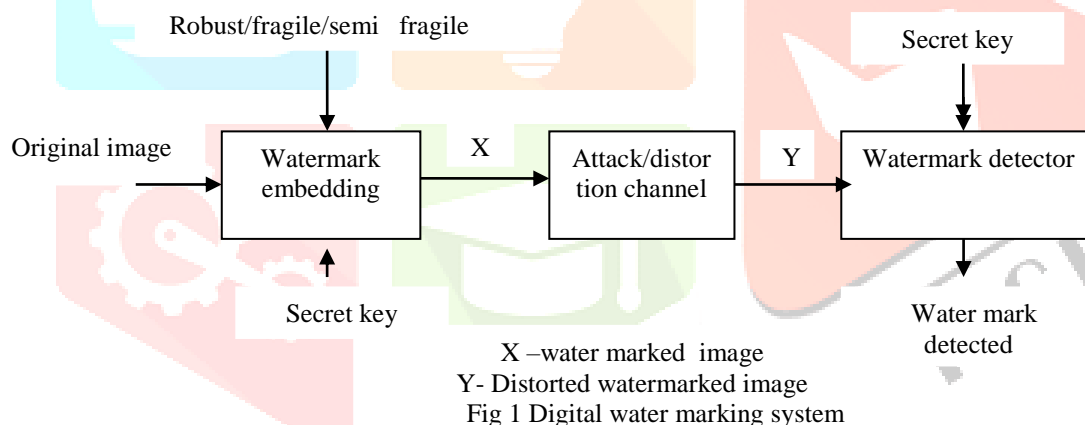 Robust/fragile/semi fragile
Secret key
Original image
Watermark
embedding
X
Attack/distor
tion channel
Y
Watermark detector
Secret key
Water mark
detected
X –water marked image
Y- Distorted watermarked image
Fig 1 Digital water marking system